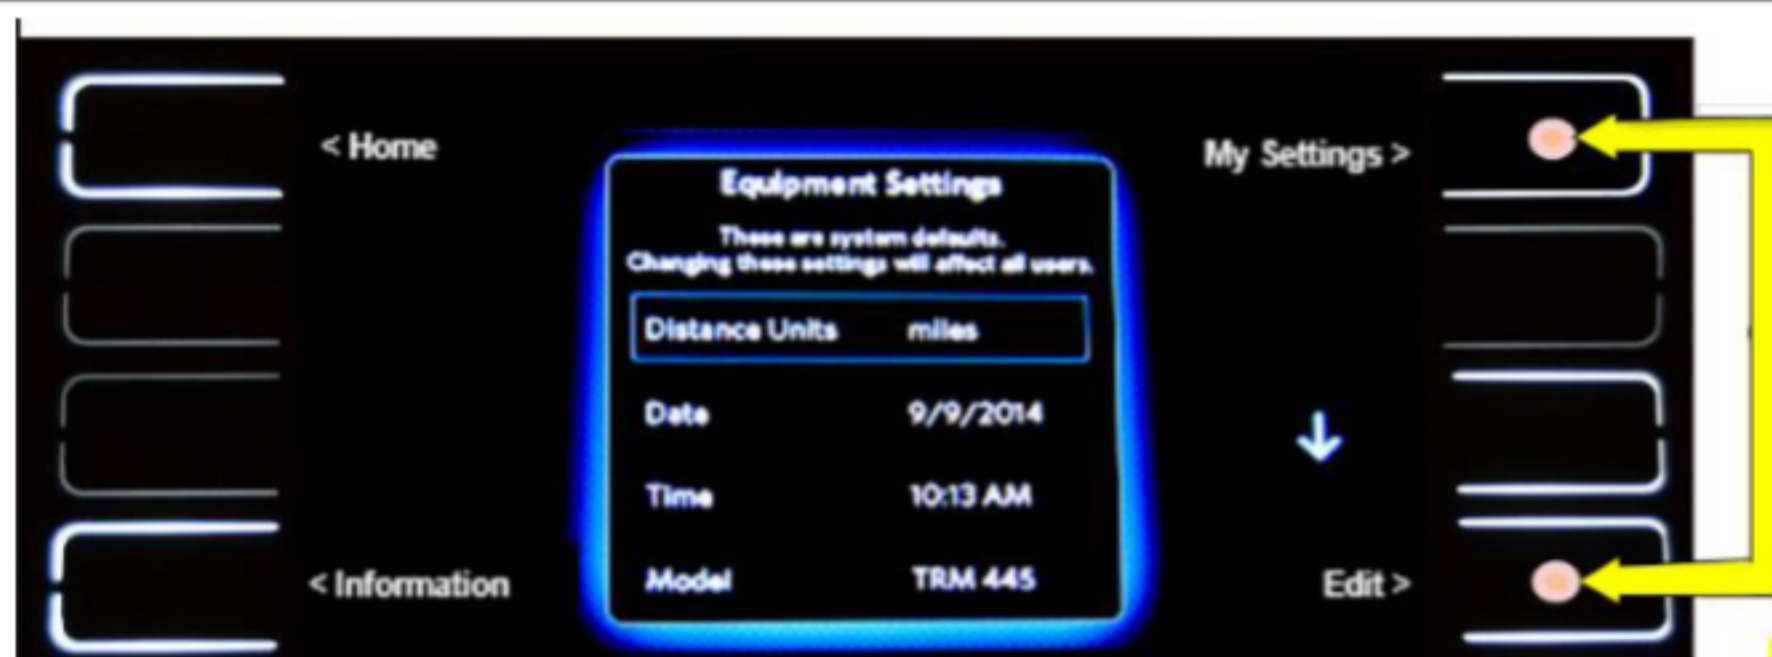 < Home
My Settings >
Equipment Settings
These are system defaults.
Changing these settings will affect all users.
Distance Units miles
Date 9/9/2014
Time 10:13 AM
Model TRM 445
< Information
Edit >